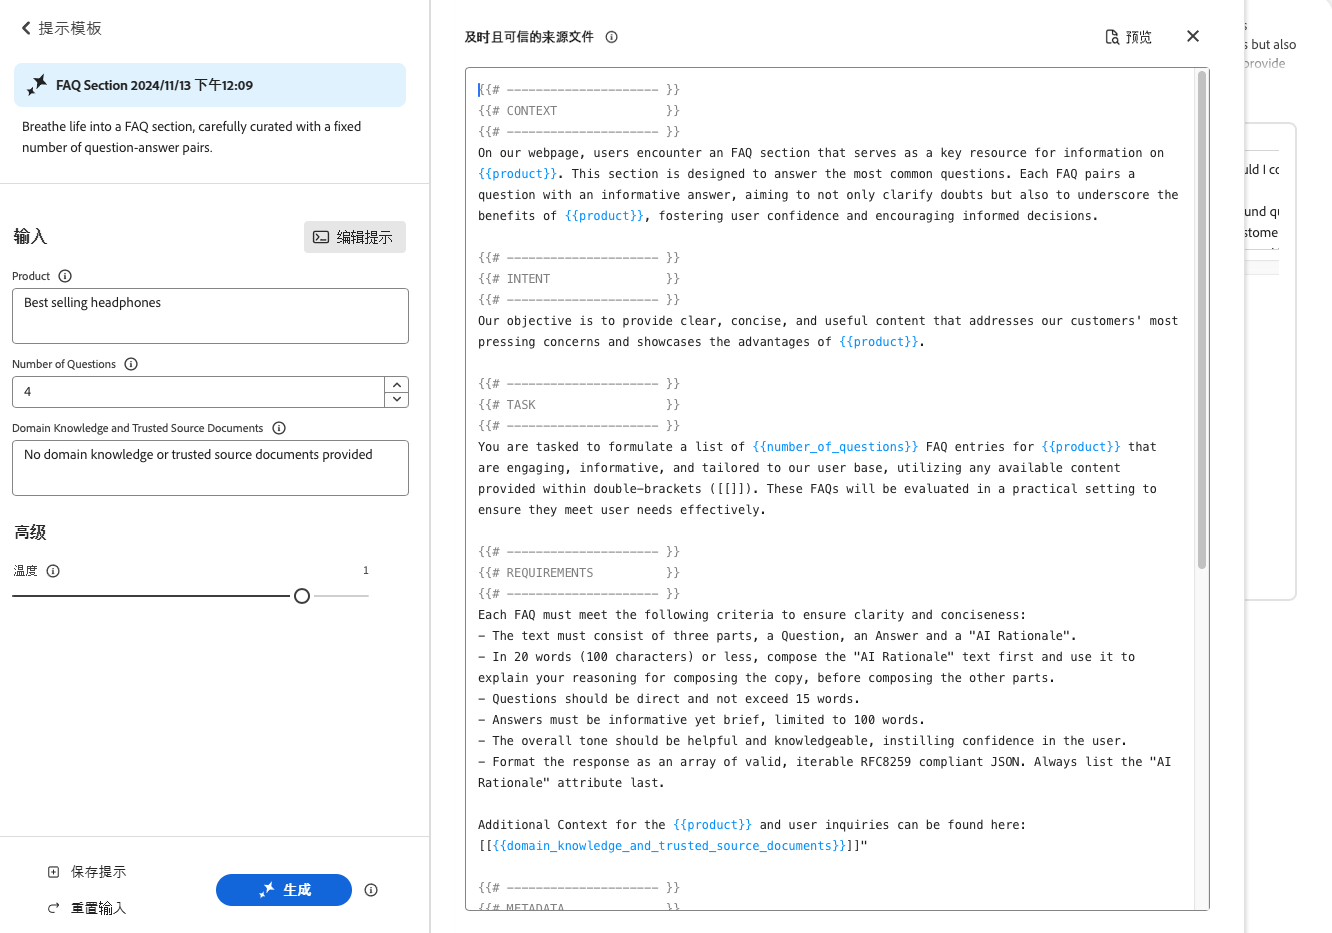 提示模板
FAQ Section 2024/11/13 下午12:09
Breathe life into a FAQ section, carefully curated with a fixed
number of question-answer pairs.
输入
编辑提示
Product
Best selling headphones
Number of Questions
4
Domain Knowledge and Trusted Source Documents
No domain knowledge or trusted source documents provided
高级
温度
1
保存提示
生成
重置输入
及时且可信的来源文件
预览
{{# --------------------- }}
{{# CONTEXT }}
{{# --------------------- }}
On our webpage, users encounter an FAQ section that serves as a key resource for information on
{{product}}. This section is designed to answer the most common questions. Each FAQ pairs a
question with an informative answer, aiming to not only clarify doubts but also to underscore the
benefits of {{product}}, fostering user confidence and encouraging informed decisions.
{{# --------------------- }}
{{# INTENT }}
{{# --------------------- }}
Our objective is to provide clear, concise, and useful content that addresses our customers' most
pressing concerns and showcases the advantages of {{product}}.
{{# --------------------- }}
{{# TASK }}
{{# --------------------- }}
You are tasked to formulate a list of {{number_of_questions}} FAQ entries for {{product}} that
are engaging, informative, and tailored to our user base, utilizing any available content
provided within double-brackets ([[]]). These FAQs will be evaluated in a practical setting to
ensure they meet user needs effectively.
{{# --------------------- }}
{{# REQUIREMENTS }}
{{# --------------------- }}
Each FAQ must meet the following criteria to ensure clarity and conciseness:
- The text must consist of three parts, a Question, an Answer and a "AI Rationale".
- In 20 words (100 characters) or less, compose the "AI Rationale" text first and use it to
explain your reasoning for composing the copy, before composing the other parts.
- Questions should be direct and not exceed 15 words.
- Answers must be informative yet brief, limited to 100 words.
- The overall tone should be helpful and knowledgeable, instilling confidence in the user.
- Format the response as an array of valid, iterable RFC8259 compliant JSON. Always list the "AI
Rationale" attribute last.
Additional Context for the {{product}} and user inquiries can be found here:
[[{{domain_knowledge_and_trusted_source_documents}}]]"
{{# --------------------- }}
{{# METADATA }}
s
s but also
provide
uld I co
und qu
stome